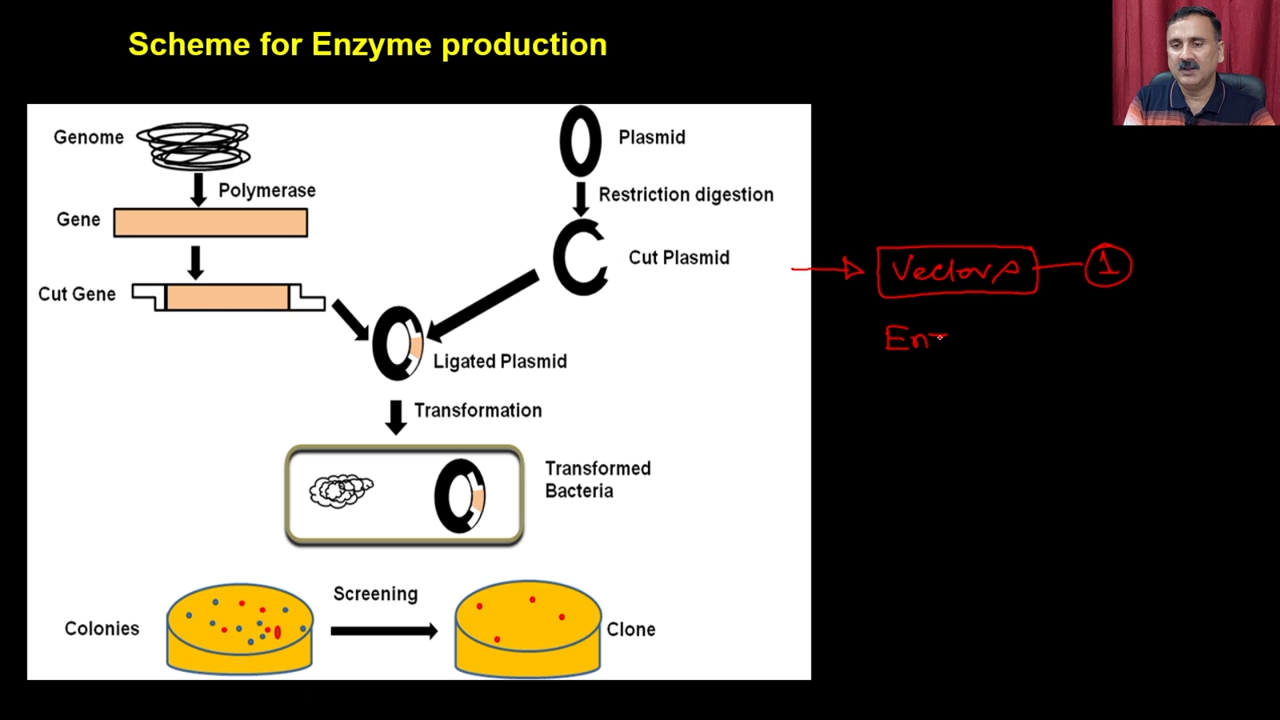 Scheme for Enzyme production
Genome
Polymerase
Gene
Cut Gene
Plasmid
Restriction digestion
Cut Plasmid
Ligated Plasmid
Transformation
Transformed
Bacteria
Colonies
Screening
Clone
Vectors
1